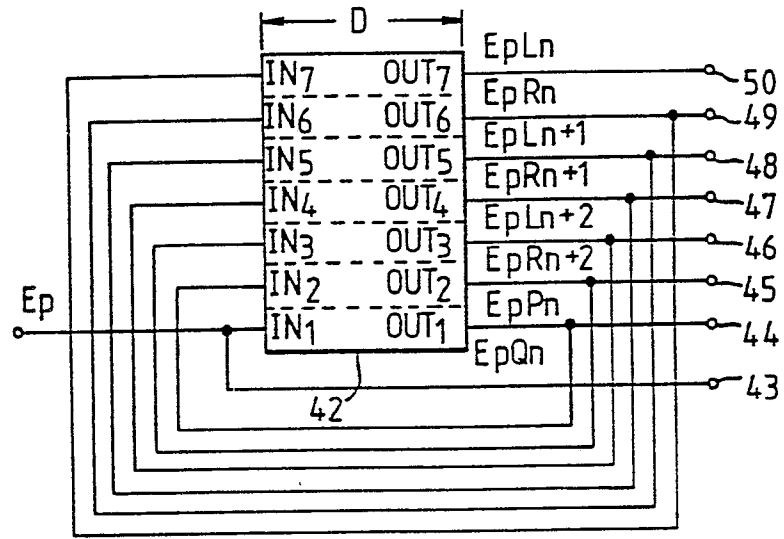 D
EpLn
IN7 OUT7 50
EpRn
IN6 OUT6 49
EpLn+1
IN5 OUT5 48
EpRn+1
IN4 OUT4 47
EpLn+2
IN3 OUT3 46
EpRn+2
IN2 OUT2 45
Ep EpPn
IN1 OUT1 44
EpQn
43
42